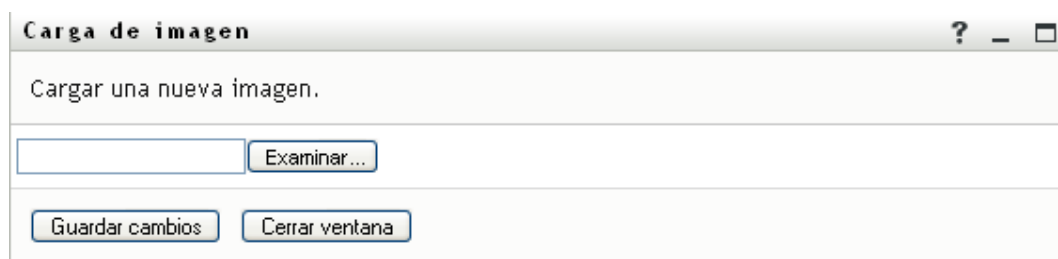 Carga de imagen ?
Cargar una nueva imagen.
Examinar...
Guardar cambios Cerrar ventana